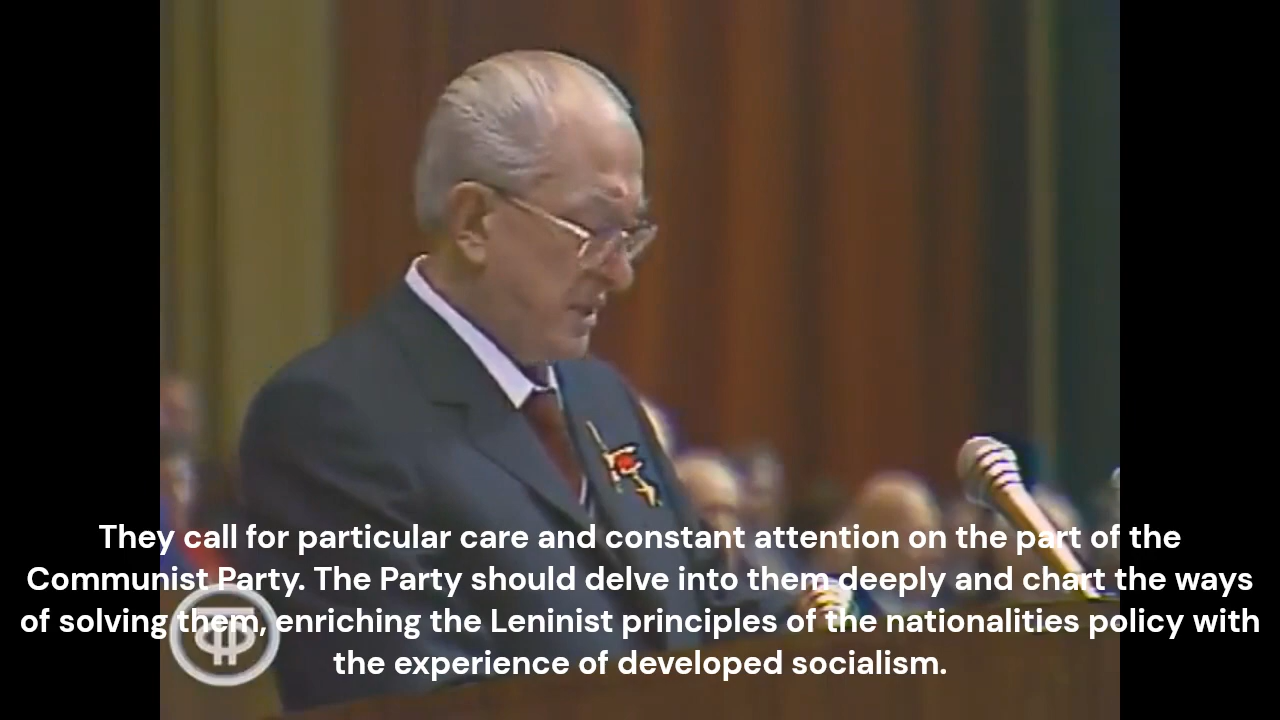 They call for particular care and constant attention on the part of the
Communist Party. The Party should delve into them deeply and chart the ways
of solving them, enriching the Leninist principles of the nationalities policy with
the experience of developed socialism.